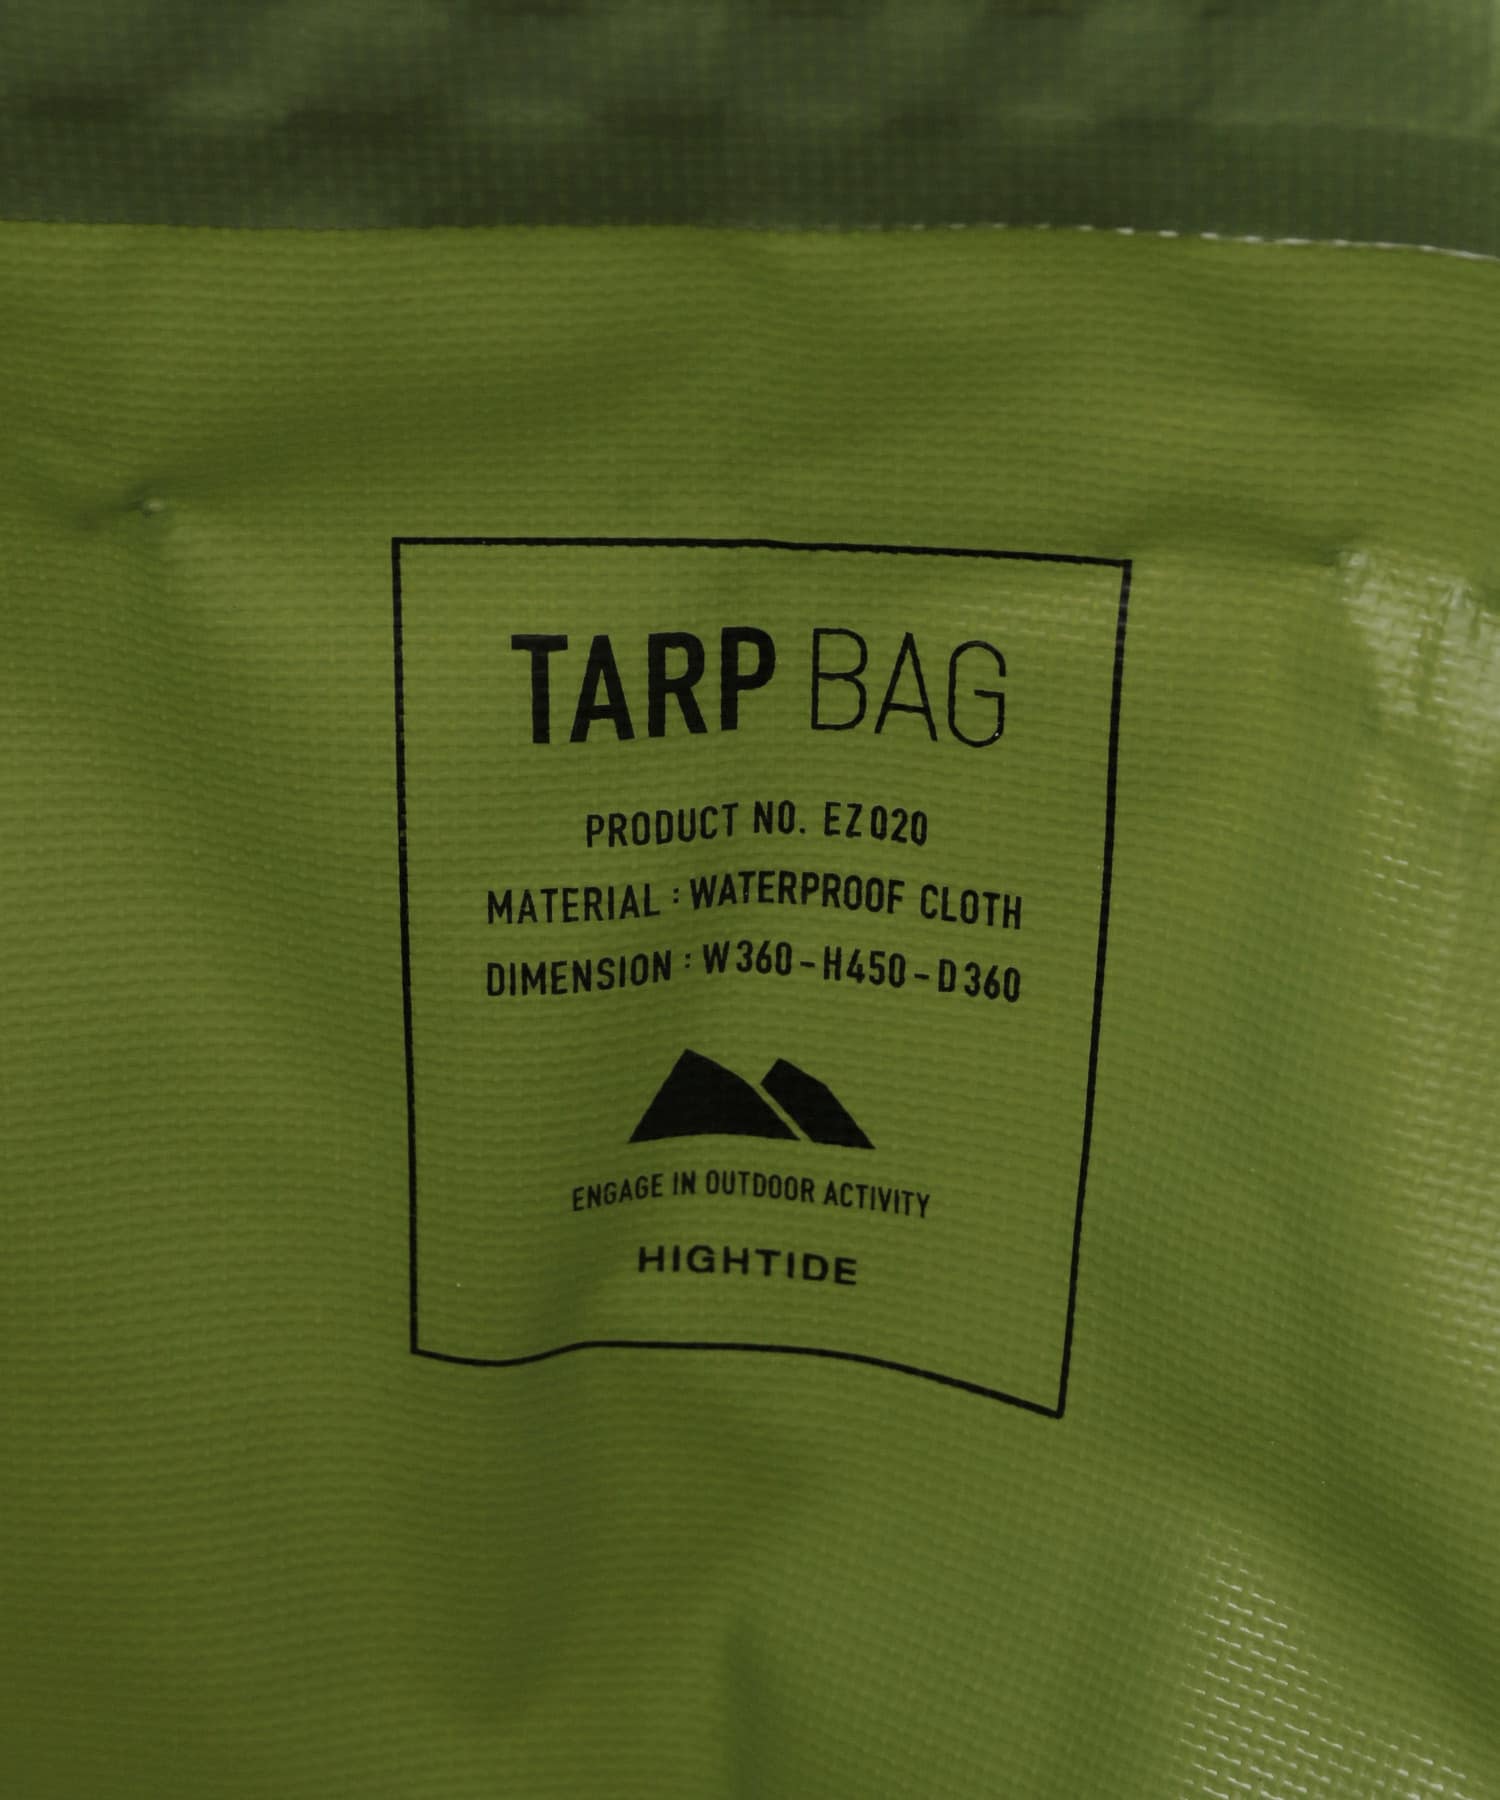 TARP BAG
PRODUCT NO. EZ020
MATERIAL : WATERPROOF CLOTH
DIMENSION : W360-H450-D360
ENGAGE IN OUTDOOR ACTIVITY
HIGHTIDE